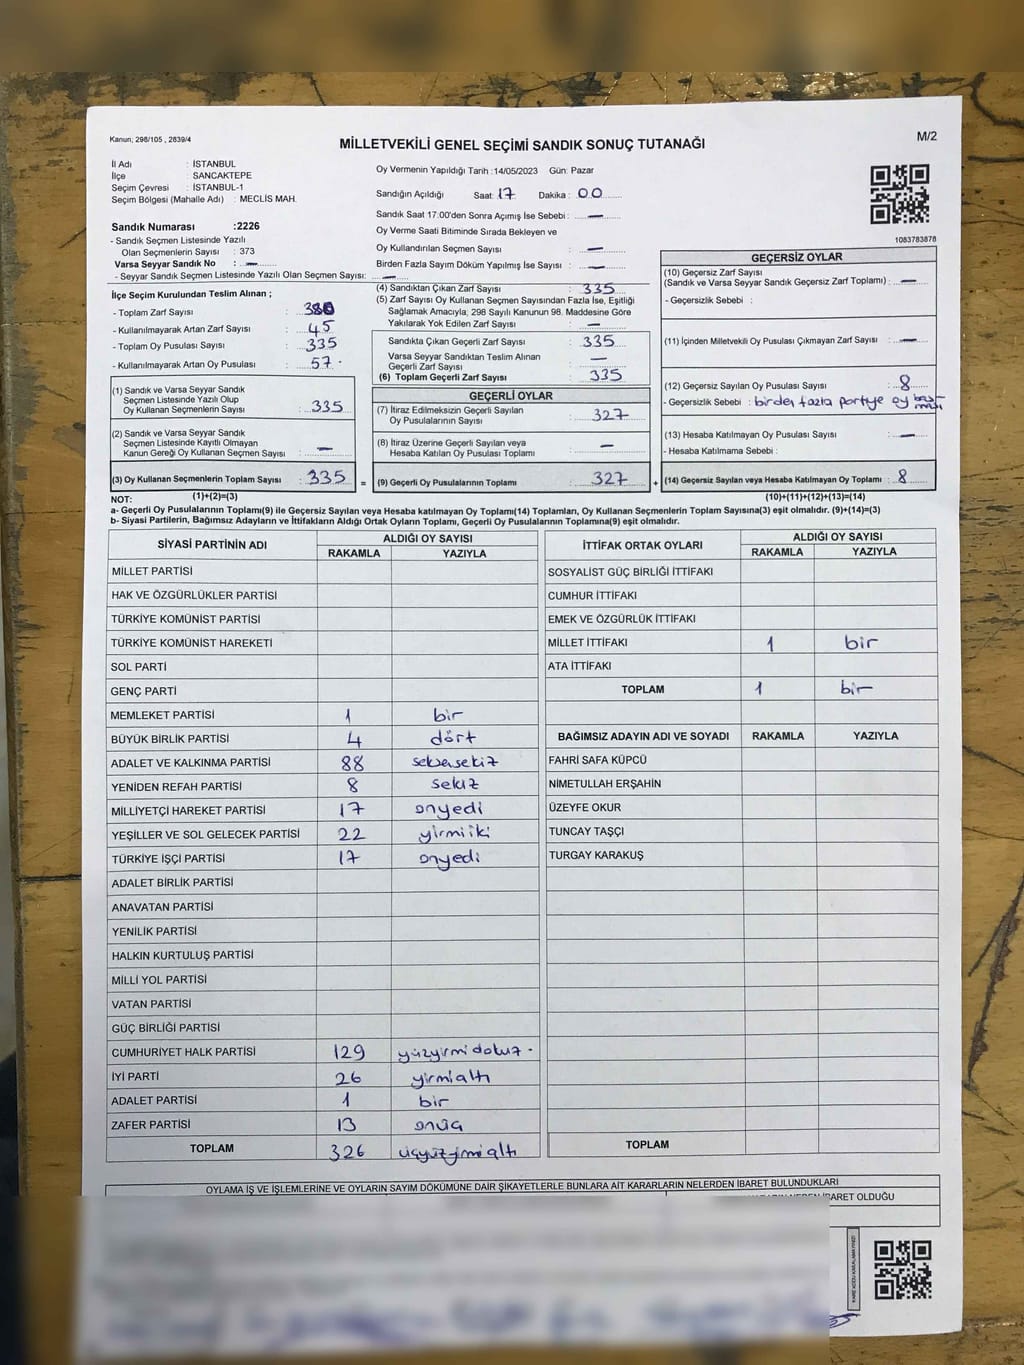 Kanun; 298/105 , 2839/4
MİLLETVEKİLİ GENEL SEÇİMİ SANDIK SONUÇ TUTANAĞI
M/2
İl Adı : İSTANBUL
İlçe : SANCAKTEPE
Seçim Çevresi : İSTANBUL-1
Seçim Bölgesi (Mahalle Adı) : MECLİS MAH.
Sandık Numarası :2226
- Sandık Seçmen Listesinde Yazılı
Olan Seçmenlerin Sayısı : 373
Varsa Seyyar Sandık No : —
- Seyyar Sandık Seçmen Listesinde Yazılı Olan Seçmen Sayısı: —
Oy Vermenin Yapıldığı Tarih :14/05/2023 Gün: Pazar
Sandığın Açıldığı Saat: 17 Dakika : 00
Sandık Saat 17.00'den Sonra Açımış İse Sebebi : —
Oy Verme Saati Bitiminde Sırada Bekleyen ve
Oy Kullandırılan Seçmen Sayısı : —
Birden Fazla Sayım Döküm Yapılmış İse Sayısı : —
1083783878
İlçe Seçim Kurulundan Teslim Alınan ;
- Toplam Zarf Sayısı : 380
- Kullanılmayarak Artan Zarf Sayısı : 45
- Toplam Oy Pusulası Sayısı : 335
- Kullanılmayarak Artan Oy Pusulası : 57
(1) Sandık ve Varsa Seyyar Sandık
Seçmen Listesinde Yazılı Olup
Oy Kullanan Seçmenlerin Sayısı : 335
(2) Sandık ve Varsa Seyyar Sandık
Seçmen Listesinde Kayıtlı Olmayan
Kanun Gereği Oy Kullanan Seçmen Sayısı : —
(3) Oy Kullanan Seçmenlerin Toplam Sayısı : 335 =
(1)+(2)=(3)
(4) Sandıktan Çıkan Zarf Sayısı : 335
(5) Zarf Sayısı Oy Kullanan Seçmen Sayısından Fazla İse, Eşitliği
Sağlamak Amacıyla; 298 Sayılı Kanunun 98. Maddesine Göre
Yakılarak Yok Edilen Zarf Sayısı : —
Sandıkta Çıkan Geçerli Zarf Sayısı : 335
Varsa Seyyar Sandıktan Teslim Alınan
Geçerli Zarf Sayısı : —
(6) Toplam Geçerli Zarf Sayısı : 335
GEÇERLİ OYLAR
(7) İtiraz Edilmeksizin Geçerli Sayılan
Oy Pusulalarının Sayısı : 327
(8) İtiraz Üzerine Geçerli Sayılan veya
Hesaba Katılan Oy Pusulası Toplamı : —
(9) Geçerli Oy Pusulalarının Toplamı : 327 +
GEÇERSİZ OYLAR
(10) Geçersiz Zarf Sayısı
(Sandık ve Varsa Seyyar Sandık Geçersiz Zarf Toplamı) : —
- Geçersizlik Sebebi :
(11) İçinden Milletvekili Oy Pusulası Çıkmayan Zarf Sayısı : —
(12) Geçersiz Sayılan Oy Pusulası Sayısı : 8
- Geçersizlik Sebebi : birden fazla partiye oy
(13) Hesaba Katılmayan Oy Pusulası Sayısı : —
- Hesaba Katılmama Sebebi :
(14) Geçersiz Sayılan veya Hesaba Katılmayan Oy Toplamı : 8
(10)+(11)+(12)+(13)=(14)
NOT:
a- Geçerli Oy Pusulalarının Toplamı(9) ile Geçersiz Sayılan veya Hesaba katılmayan Oy Toplamı(14) Toplamları, Oy Kullanan Seçmenlerin Toplam Sayısına(3) eşit olmalıdır. (9)+(14)=(3)
b- Siyasi Partilerin, Bağımsız Adayların ve İttifakların Aldığı Ortak Oyların Toplamı, Geçerli Oy Pusulalarının Toplamına(9) eşit olmalıdır.
SİYASİ PARTİNİN ADI ALDIĞI OY SAYISI
RAKAMLA YAZIYLA
MİLLET PARTİSİ
HAK VE ÖZGÜRLÜKLER PARTİSİ
TÜRKİYE KOMÜNİST PARTİSİ
TÜRKİYE KOMÜNİST HAREKETİ
SOL PARTİ
GENÇ PARTİ
MEMLEKET PARTİSİ 1 bir
BÜYÜK BİRLİK PARTİSİ 4 dört
ADALET VE KALKINMA PARTİSİ 88 seksensekiz
YENİDEN REFAH PARTİSİ 8 sekiz
MİLLİYETÇİ HAREKET PARTİSİ 17 onyedi
YEŞİLLER VE SOL GELECEK PARTİSİ 22 yirmiiki
TÜRKİYE İŞÇİ PARTİSİ 17 onyedi
ADALET BİRLİK PARTİSİ
ANAVATAN PARTİSİ
YENİLİK PARTİSİ
HALKIN KURTULUŞ PARTİSİ
MİLLİ YOL PARTİSİ
VATAN PARTİSİ
GÜÇ BİRLİĞİ PARTİSİ
CUMHURİYET HALK PARTİSİ 129 yüzyirmidokuz
İYİ PARTİ 26 yirmialtı
ADALET PARTİSİ 1 bir
ZAFER PARTİSİ 13 onüç
TOPLAM 326 üçyüzyirmialtı
İTTİFAK ORTAK OYLARI ALDIĞI OY SAYISI
RAKAMLA YAZIYLA
SOSYALİST GÜÇ BİRLİĞİ İTTİFAKI
CUMHUR İTTİFAKI
EMEK VE ÖZGÜRLÜK İTTİFAKI
MİLLET İTTİFAKI 1 bir
ATA İTTİFAKI
TOPLAM 1 bir
BAĞIMSIZ ADAYIN ADI VE SOYADI RAKAMLA YAZIYLA
FAHRİ SAFA KÜPCÜ
NİMETULLAH ERŞAHİN
ÜZEYFE OKUR
TUNCAY TAŞÇI
TURGAY KARAKUŞ
TOPLAM
OYLAMA İŞ VE İŞLEMLERİNE VE OYLARIN SAYIM DÖKÜMÜNE DAİR ŞİKAYETLERLE BUNLARA AİT KARARLARIN NELERDEN İBARET BULUNDUKLARI
İBARET OLDUĞU